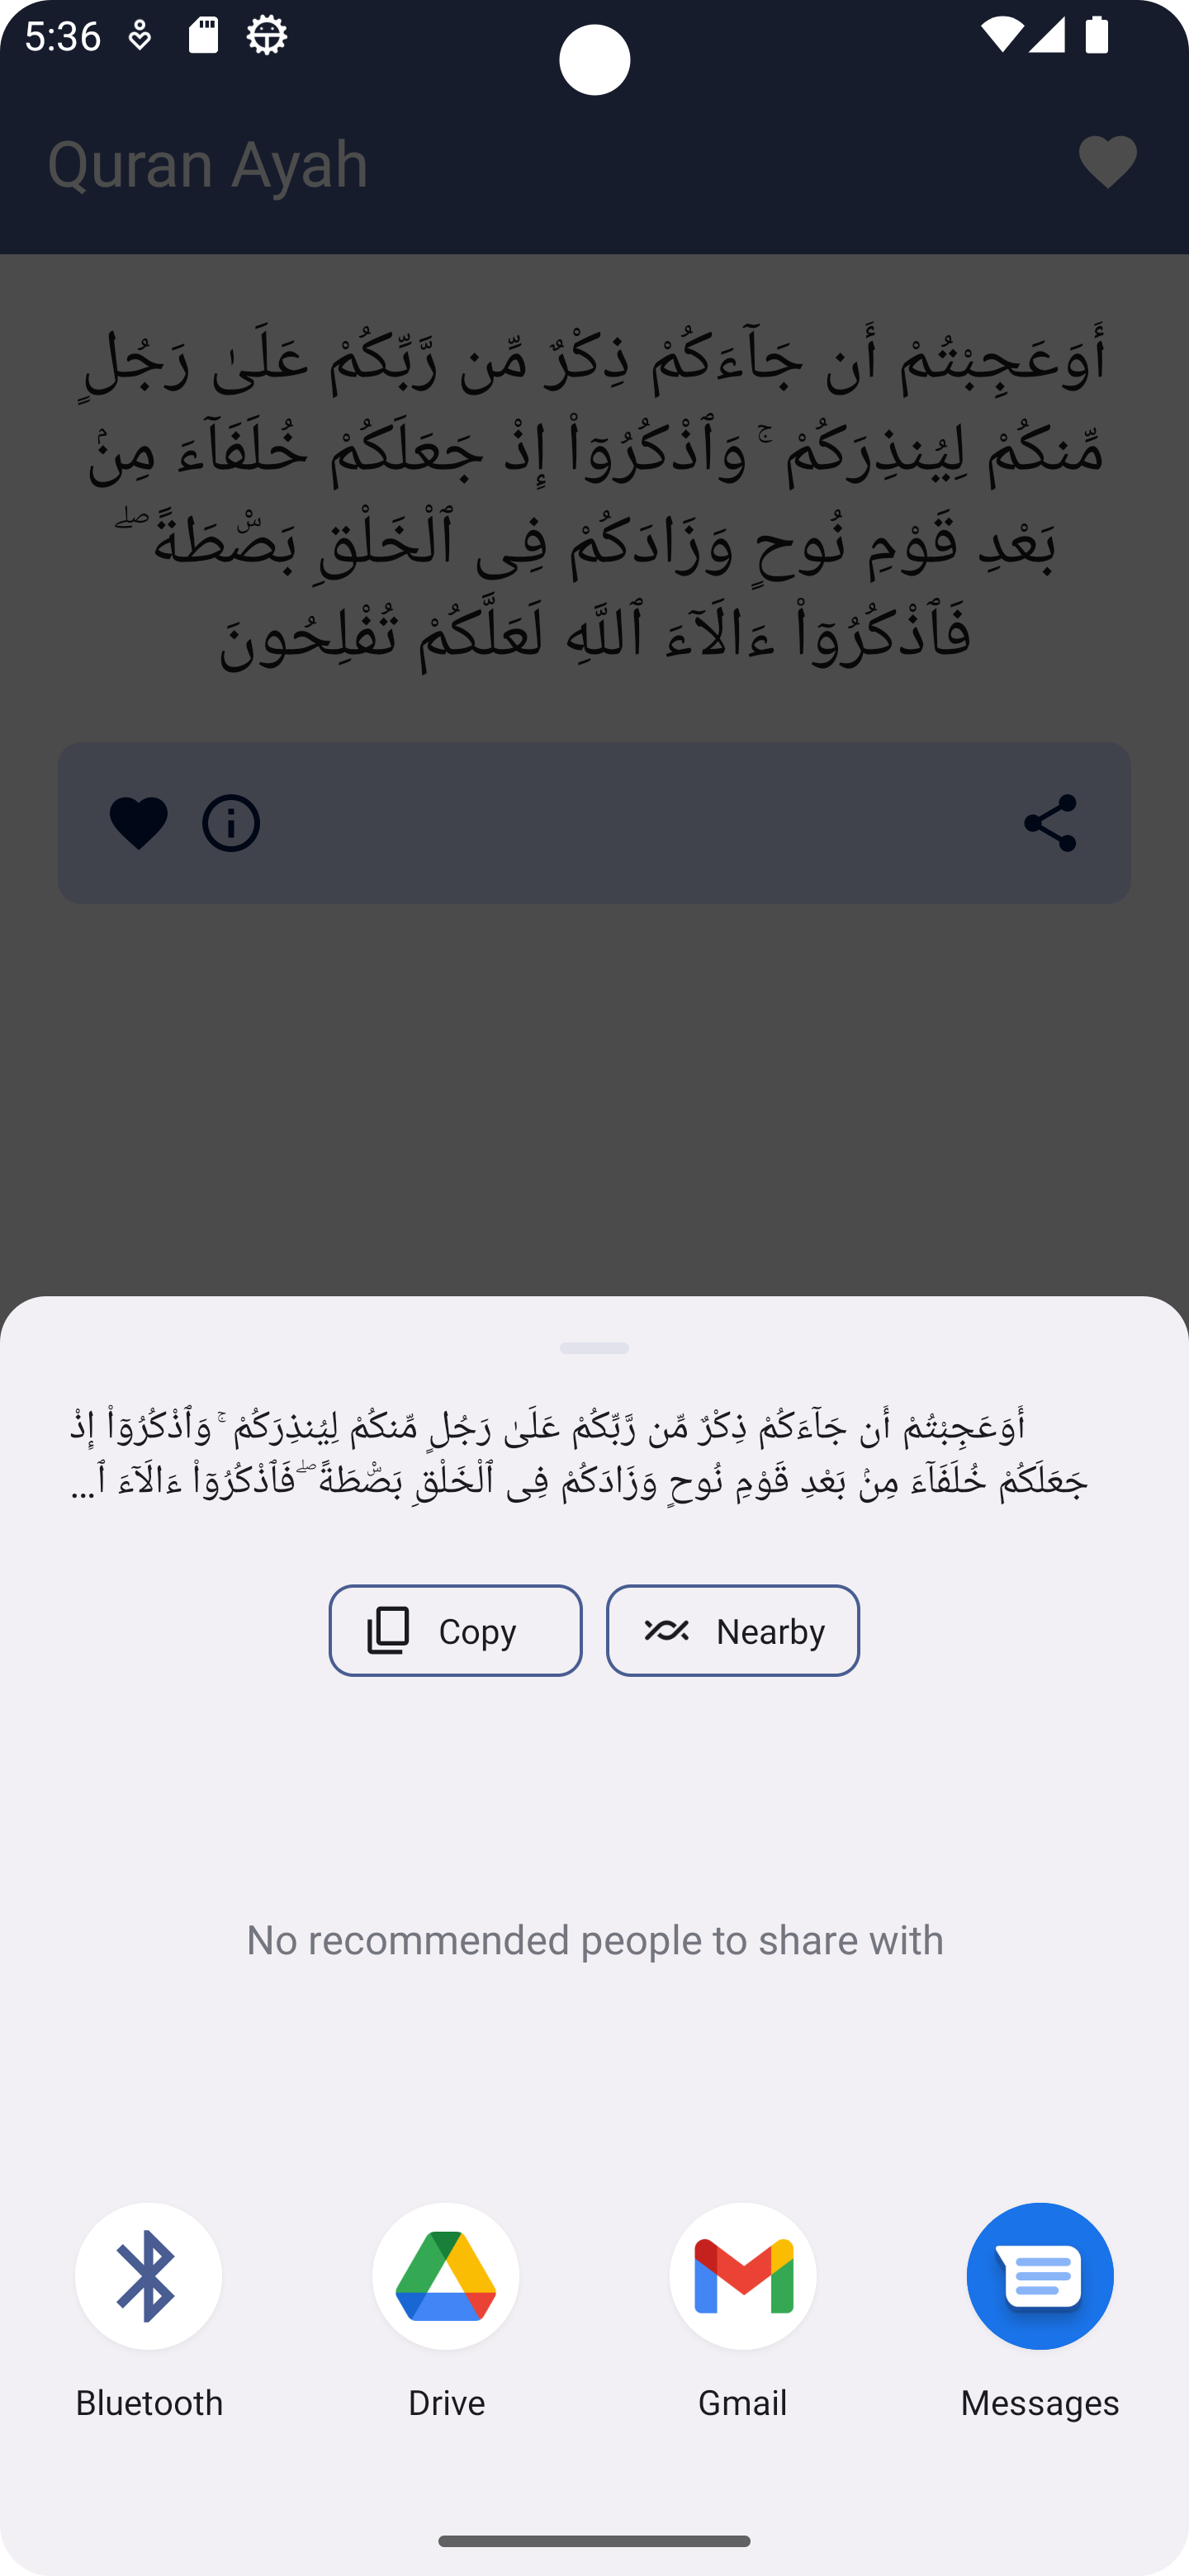 5:36
Quran Ayah
أَوَعَجِبْتُمْ أَن جَآءَكُمْ ذِكْرٌ مِّن رَّبِّكُمْ عَلَىٰ رَجُلٍ
مِّنكُمْ لِيُنذِرَكُمْ ۚ وَٱذْكُرُوٓا۟ إِذْ جَعَلَكُمْ خُلَفَآءَ مِنۢ
بَعْدِ قَوْمِ نُوحٍ وَزَادَكُمْ فِى ٱلْخَلْقِ بَصْۜطَةً ۖ
فَٱذْكُرُوٓا۟ ءَالَآءَ ٱللَّهِ لَعَلَّكُمْ تُفْلِحُونَ
أَوَعَجِبْتُمْ أَن جَآءَكُمْ ذِكْرٌ مِّن رَّبِّكُمْ عَلَىٰ رَجُلٍ مِّنكُمْ لِيُنذِرَكُمْ ۚ وَٱذْكُرُوٓا۟ إِذْ
جَعَلَكُمْ خُلَفَآءَ مِنۢ بَعْدِ قَوْمِ نُوحٍ وَزَادَكُمْ فِى ٱلْخَلْقِ بَصْۜطَةً ۖ فَٱذْكُرُوٓا۟ ءَالَآءَ ٱ...
Copy
Nearby
No recommended people to share with
Bluetooth
Drive
Gmail
Messages